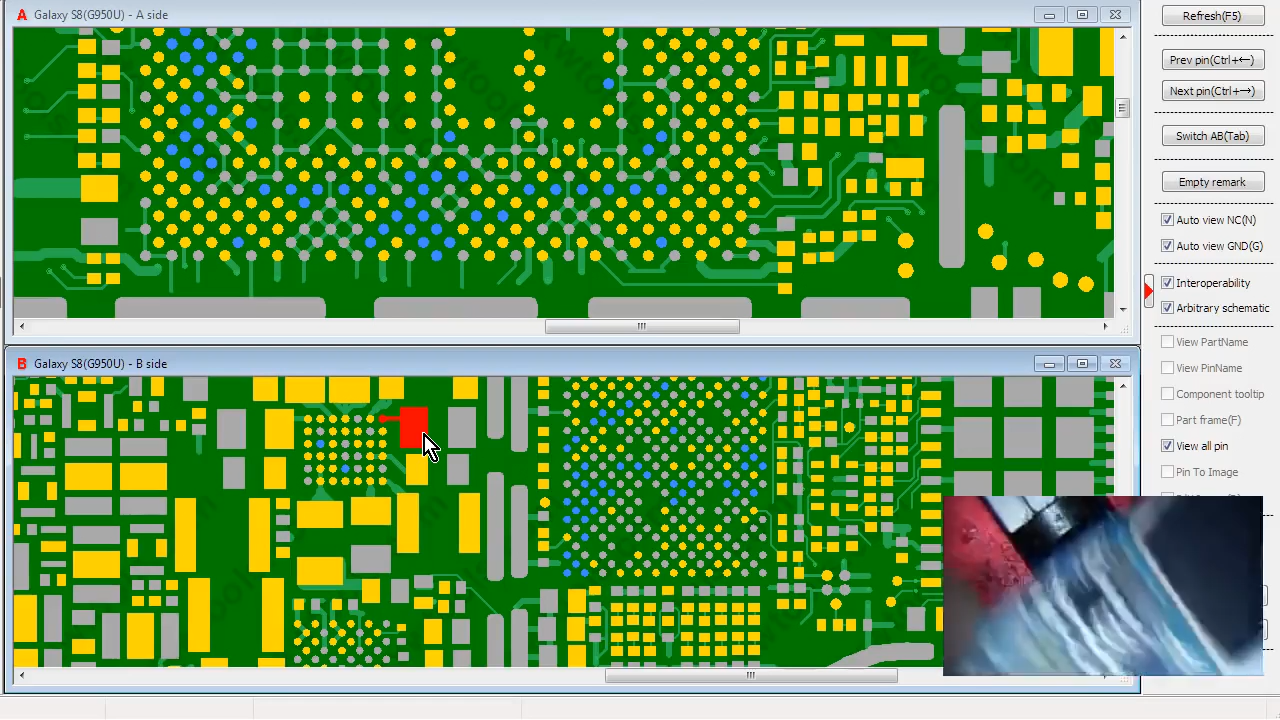 A Galaxy S8(G950U) - A side
Refresh(F5)
Prev pin(Ctrl+←)
Next pin(Ctrl+→)
Switch AB(Tab)
Empty remark
Auto view NC(N)
Auto view GND(G)
Interoperability
Arbitrary schematic
View PartName
B Galaxy S8(G950U) - B side
View PinName
Component tooltip
Part frame(F)
View all pin
Pin To Image